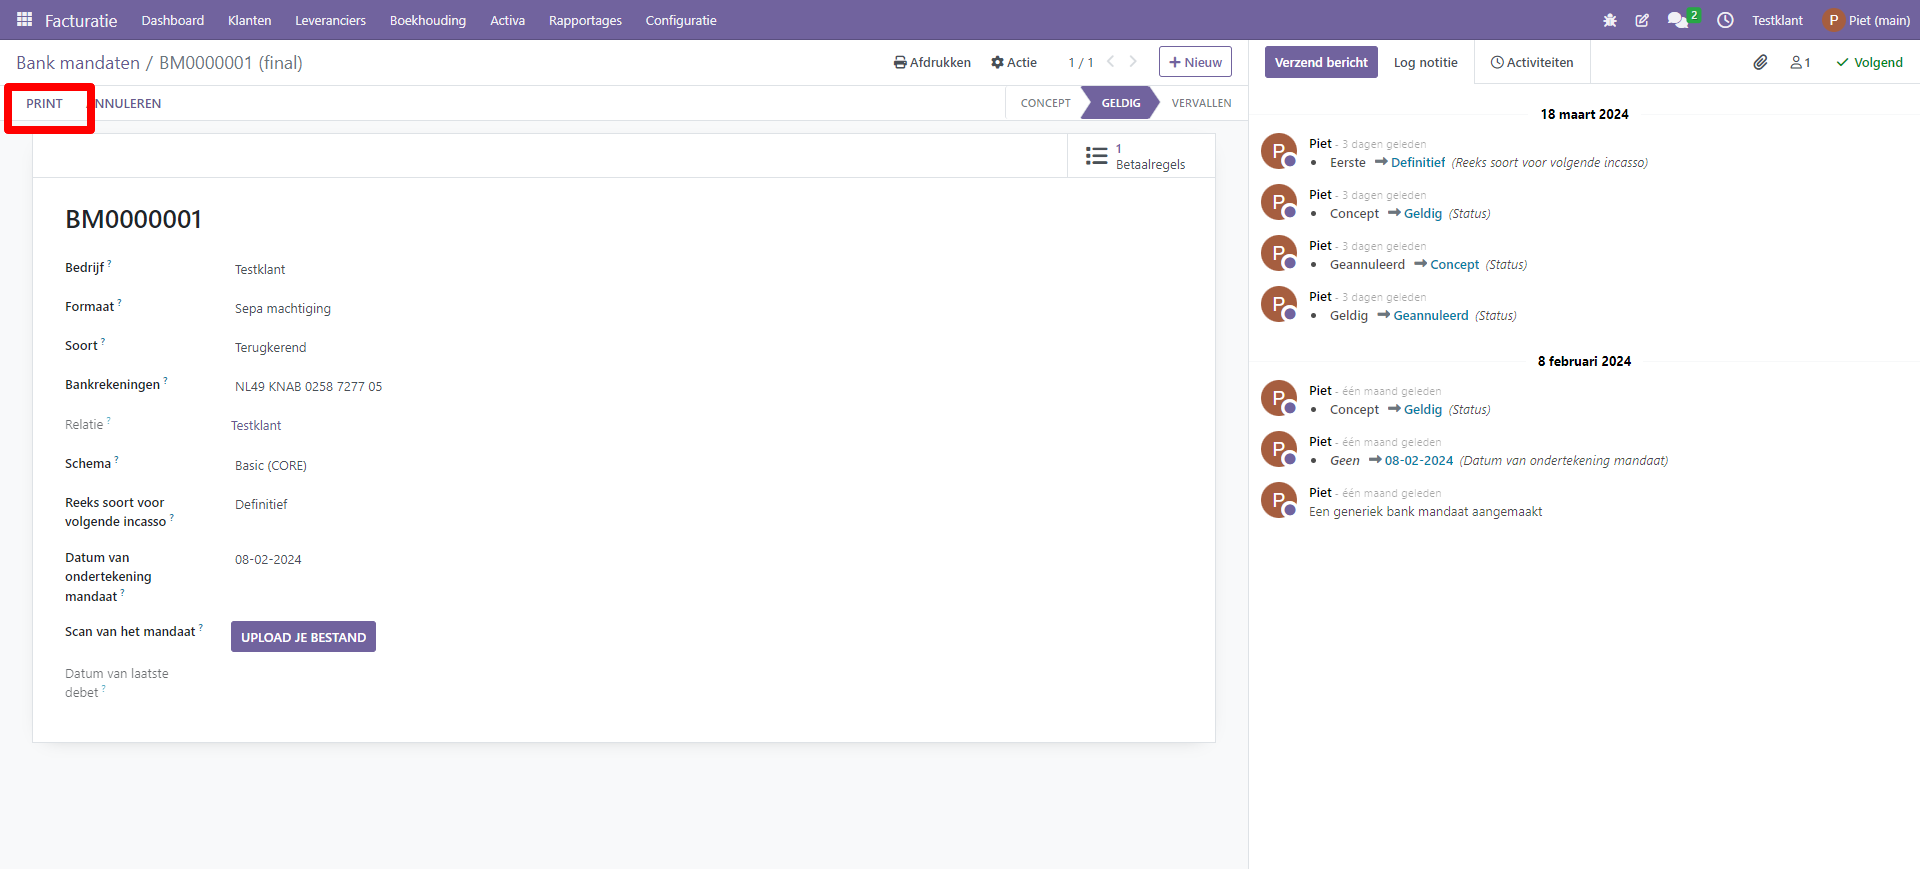 Facturatie Dashboard Klanten Leveranciers Boekhouding Activa Rapportages Configuratie 2 Testklant P Piet (main)
Bank mandaten / BM0000001 (final) Afdrukken Actie 1 / 1 Nieuw
Verzend bericht Log notitie Activiteiten 1 Volgend
PRINT NNULEREN CONCEPT GELDIG VERVALLEN
1
Betaalregels
BM0000001
Bedrijf ? Testklant
Formaat ? Sepa machtiging
Soort ? Terugkerend
Bankrekeningen ? NL49 KNAB 0258 7277 05
Relatie ? Testklant
Schema ? Basic (CORE)
Reeks soort voor
volgende incasso ? Definitief
Datum van
ondertekening
mandaat ? 08-02-2024
Scan van het mandaat ? UPLOAD JE BESTAND
Datum van laatste
debet ?
18 maart 2024
P Piet - 3 dagen geleden
• Eerste → Definitief (Reeks soort voor volgende incasso)
P Piet - 3 dagen geleden
• Concept → Geldig (Status)
P Piet - 3 dagen geleden
• Geannuleerd → Concept (Status)
P Piet - 3 dagen geleden
• Geldig → Geannuleerd (Status)
8 februari 2024
P Piet - één maand geleden
• Concept → Geldig (Status)
P Piet - één maand geleden
• Geen → 08-02-2024 (Datum van ondertekening mandaat)
P Piet - één maand geleden
Een generiek bank mandaat aangemaakt